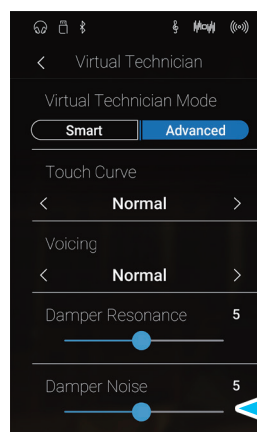 Virtual Technician
Virtual Technician Mode
Smart Advanced
Touch Curve
Normal
Voicing
Normal
Damper Resonance 5
Damper Noise 5